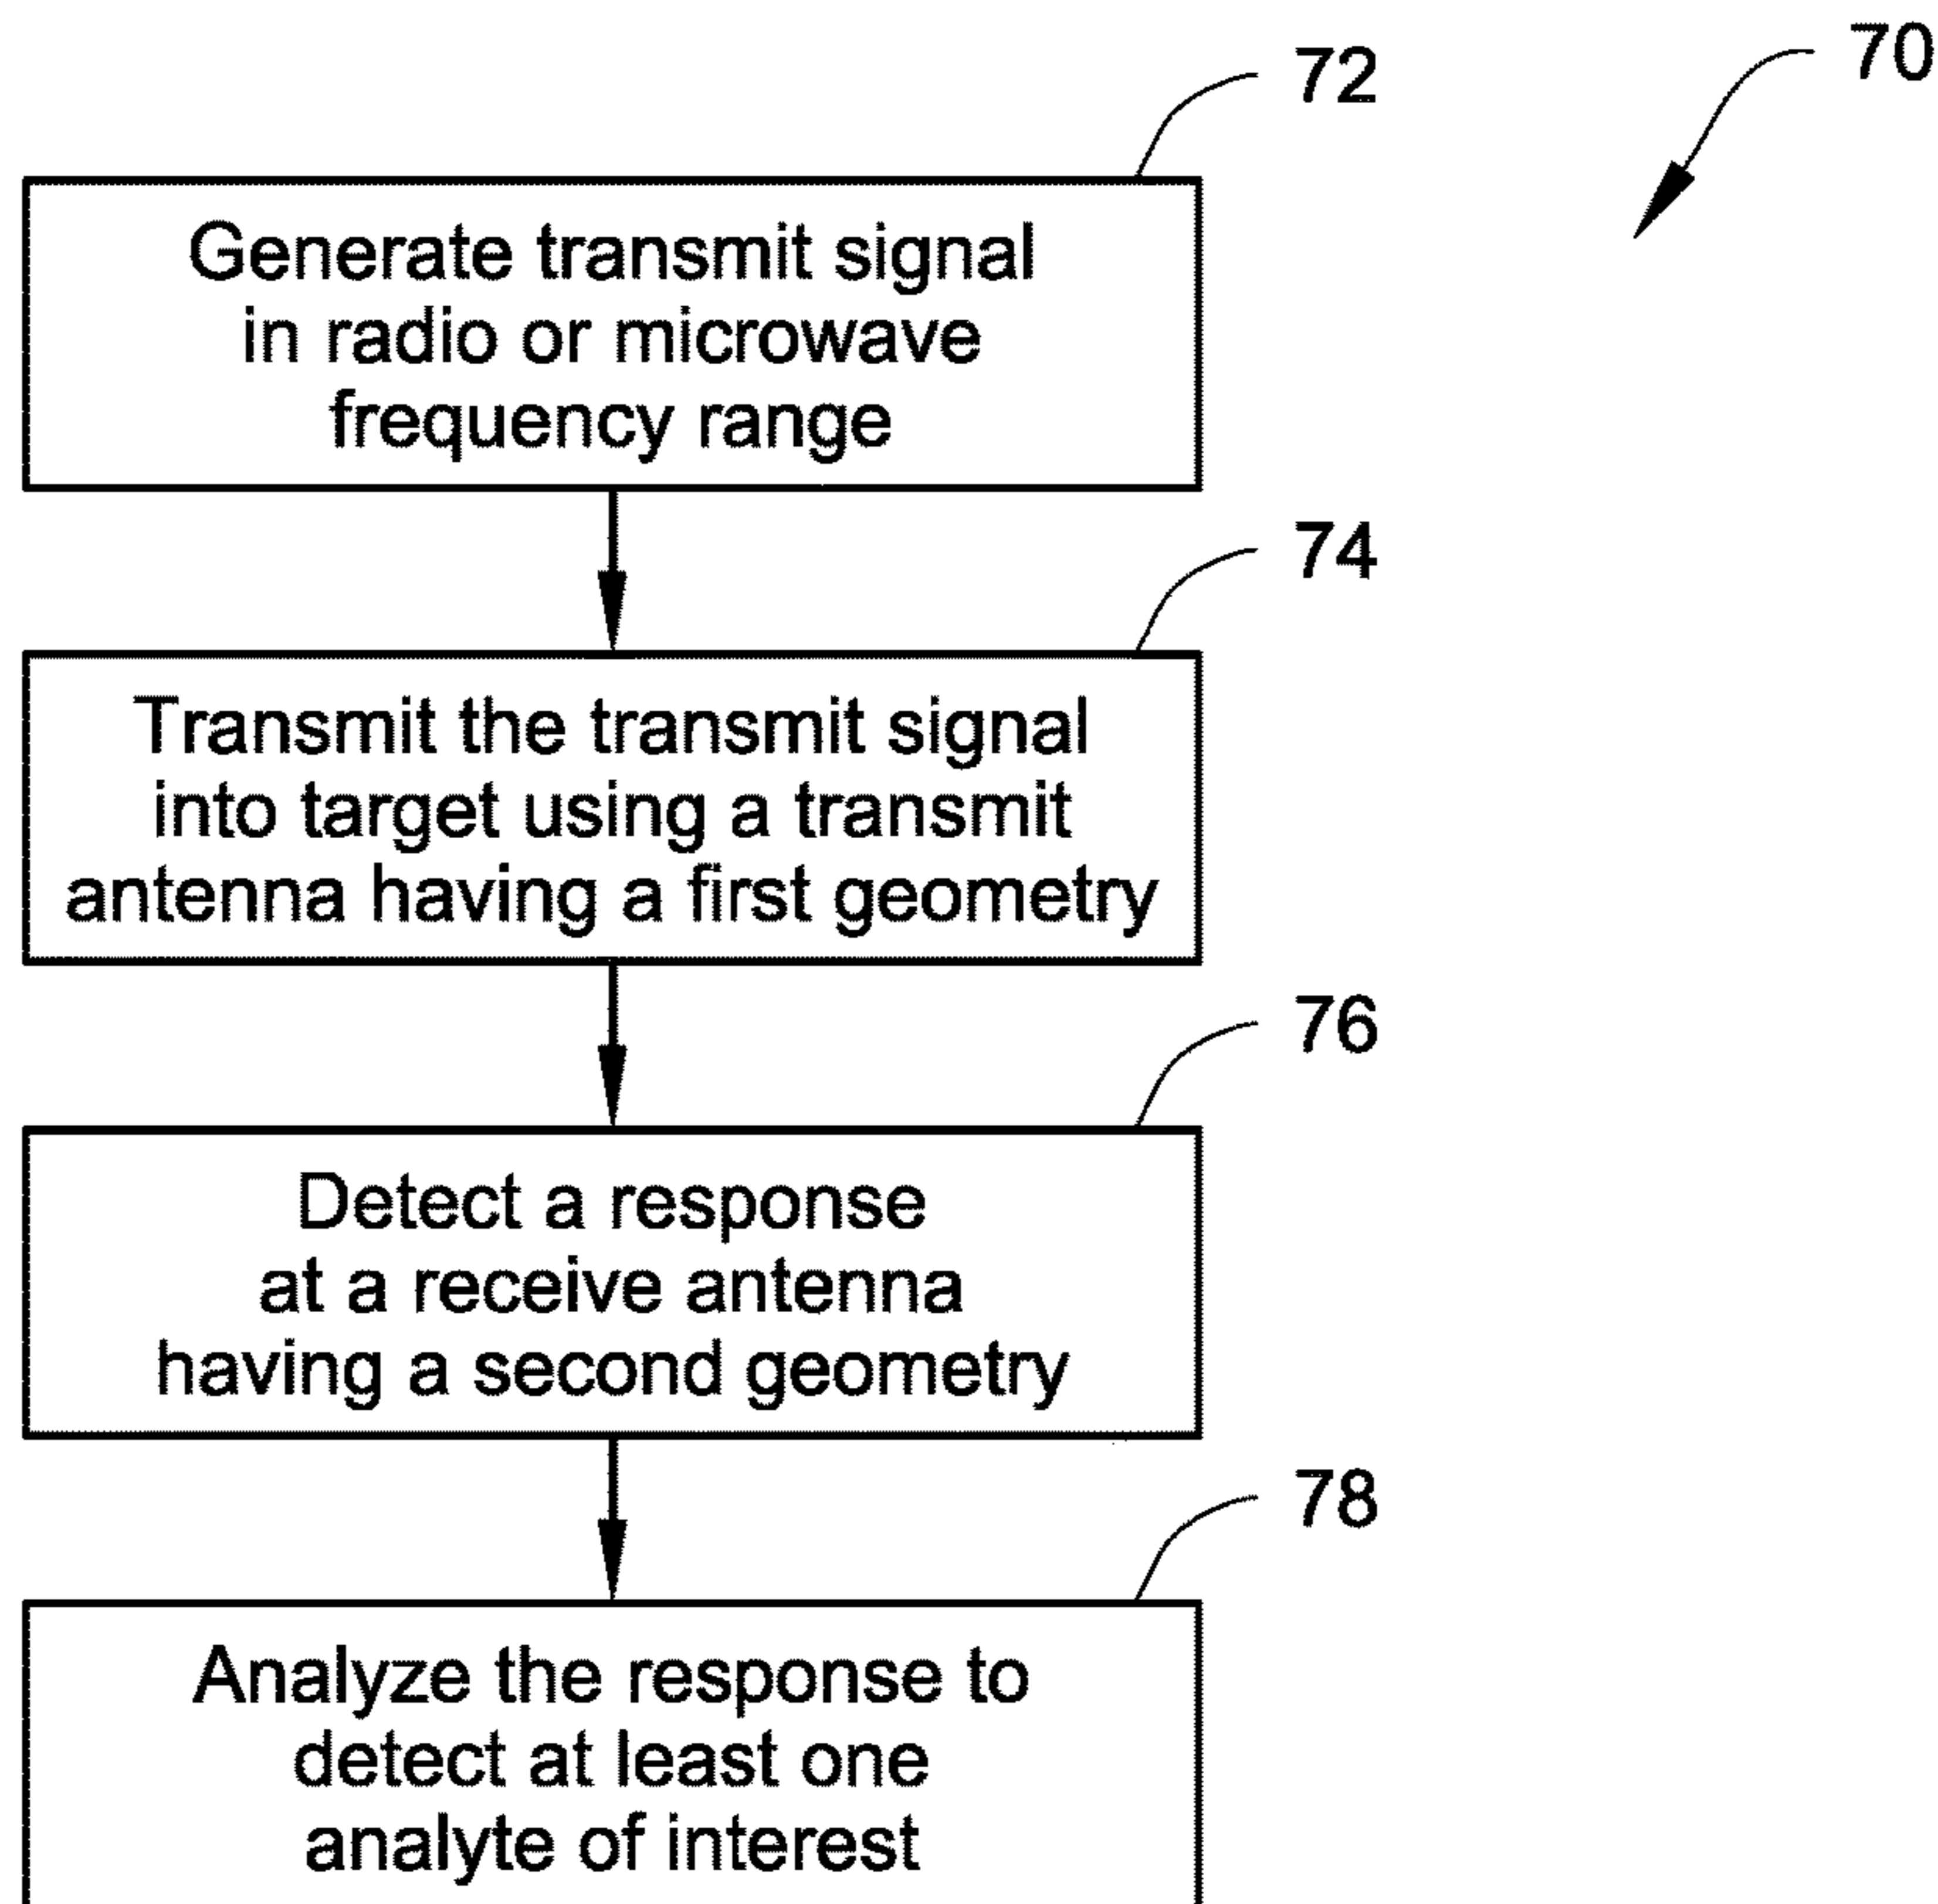 70
72
Generate transmit signal
in radio or microwave
frequency range
74
Transmit the transmit signal
into target using a transmit
antenna having a first geometry
76
Detect a response
at a receive antenna
having a second geometry
78
Analyze the response to
detect at least one
analyte of interest